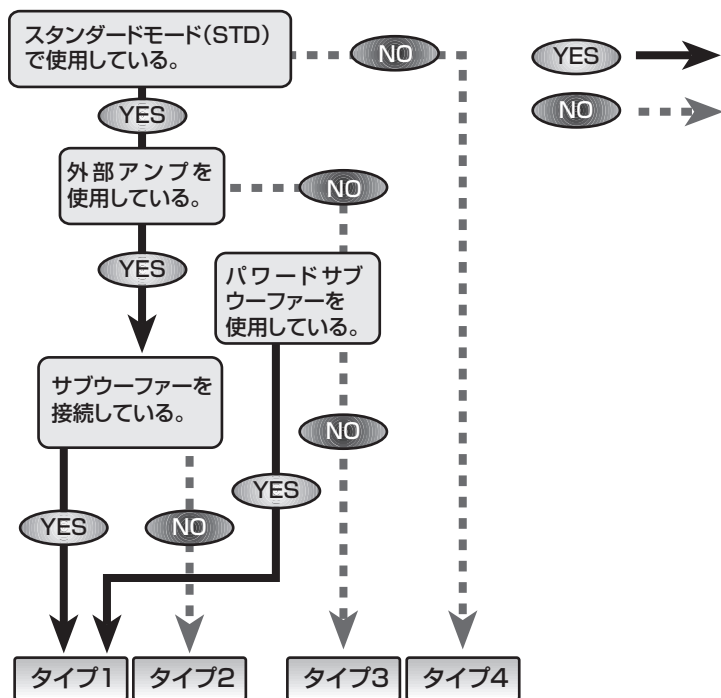 スタンダードモード(STD)
で使用している。
NO
YES
NO
YES
外部アンプを
使用している。
NO
YES
パワードサブ
ウーファーを
使用している。
サブウーファーを
接続している。
NO
YES
YES
NO
タイプ1
タイプ2
タイプ3
タイプ4